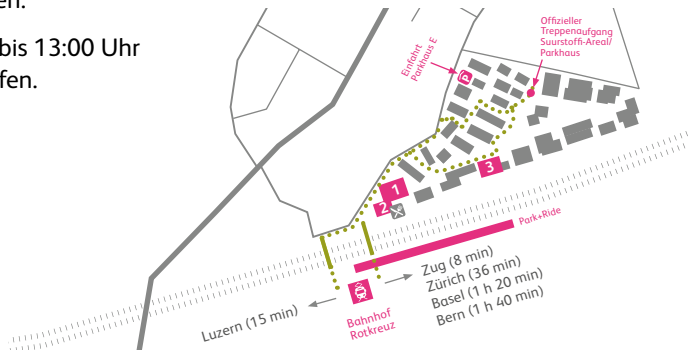 en.
bis 13:00 Uhr
fen.
Offizieller
Treppenaufgang
Suurstoffi-Areal/
Parkhaus
Einfahrt
Parkhaus E
P
1
2
3
Park+Ride
Zug (8 min)
Zürich (36 min)
Basel (1 h 20 min)
Bern (1 h 40 min)
Luzern (15 min)
Bahnhof
Rotkreuz